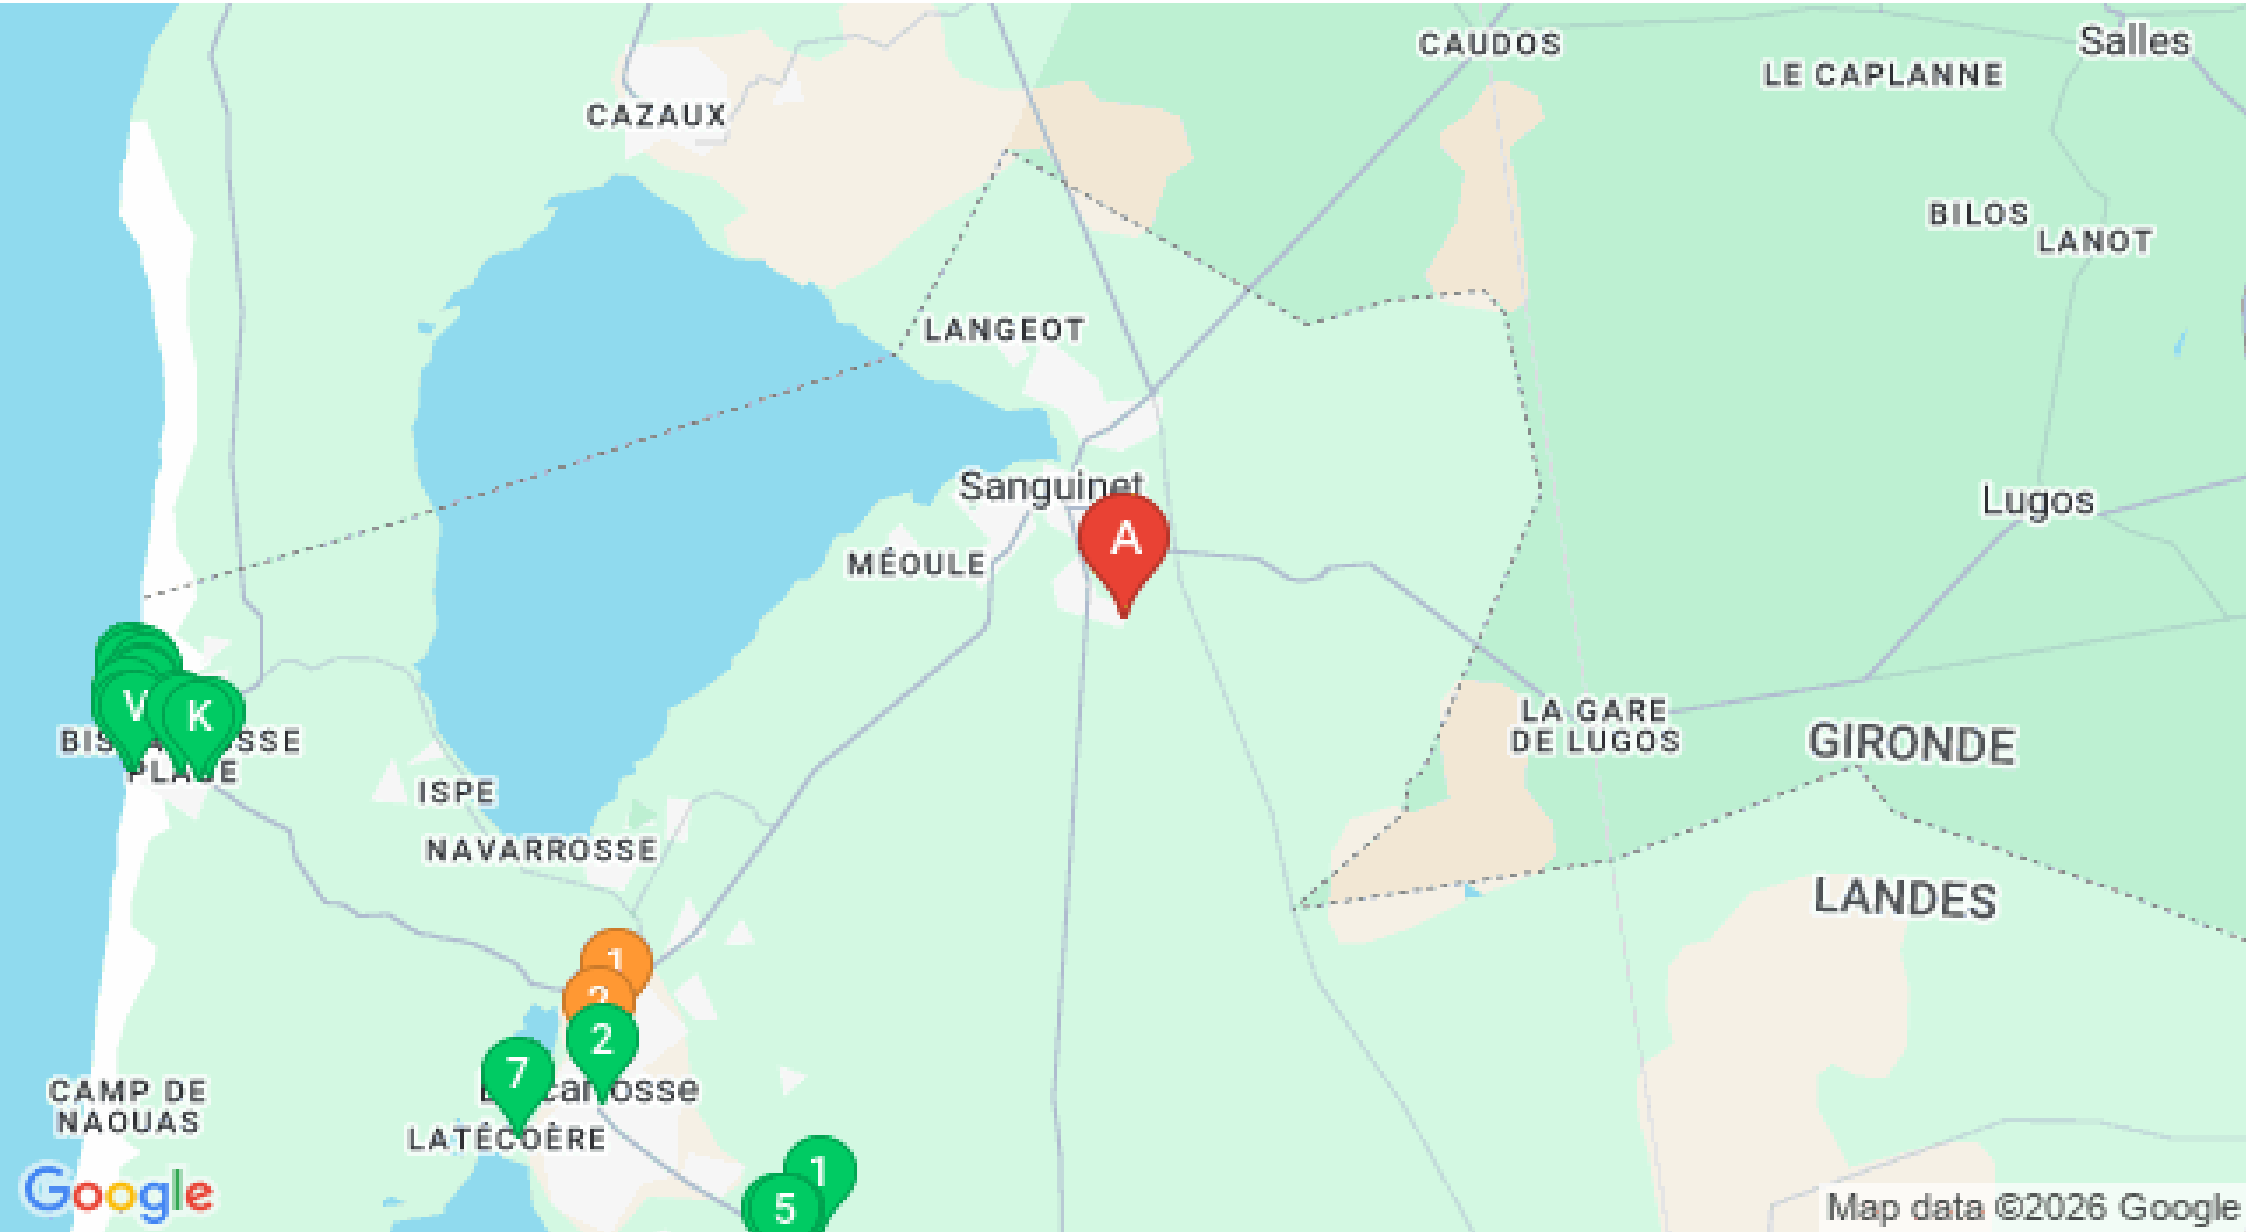 CAUDOS
Salles
LE CAPLANNE
CAZAUX
BILOS
LANOT
LANGEOT
Sanguinet
Lugos
A
MÉOULE
V
K
PLAGE
LA GARE
DE LUGOS
GIRONDE
ISPE
NAVARROSSE
LANDES
1
2
2
7
CAMP DE
NAOUAS
LATÉCOÈRE
1
5
Google
Map data ©2026 Google